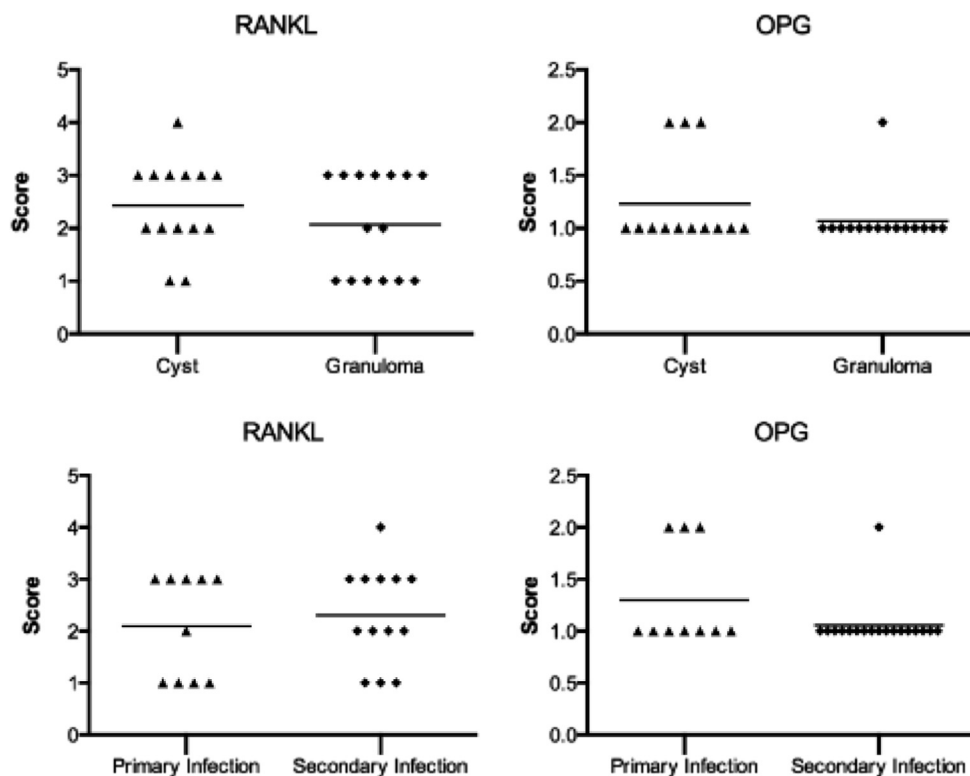 RANKL
OPG
Score
5
4
3
2
1
0
Cyst
Granuloma
Score
2.5
2.0
1.5
1.0
0.5
0.0
Cyst
Granuloma
RANKL
OPG
Score
5
4
3
2
1
0
Primary Infection
Secondary Infection
Score
2.5
2.0
1.5
1.0
0.5
0.0
Primary Infection
Secondary Infection